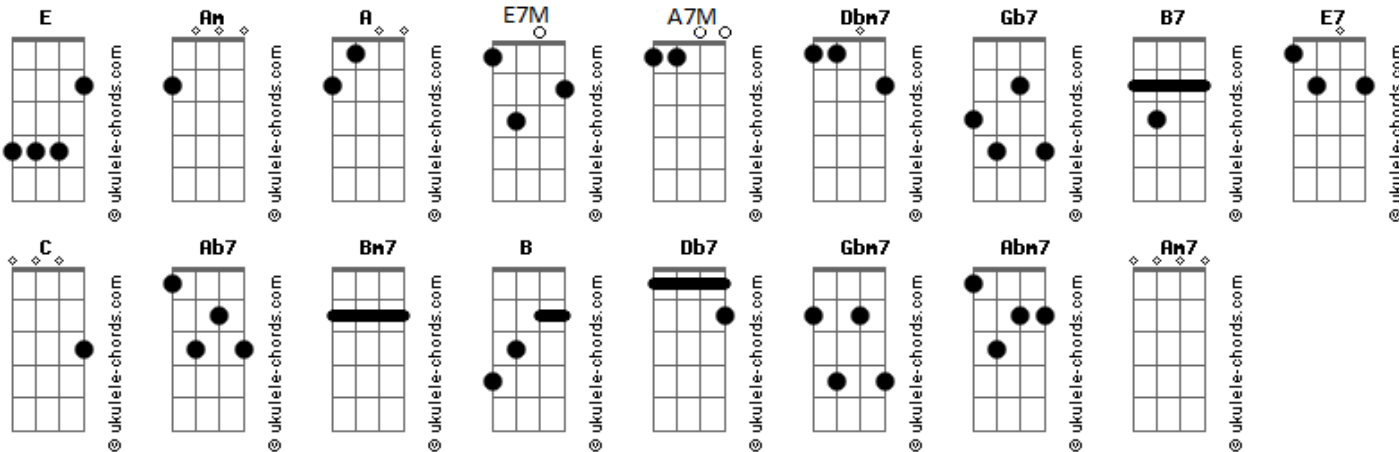 E Am A E7M A7M Dbm7 Gb7 B7 E7
© ukulele-chords.com © ukulele-chords.com © ukulele-chords.com © ukulele-chords.com © ukulele-chords.com © ukulele-chords.com © ukulele-chords.com © ukulele-chords.com © ukulele-chords.com
C Ab7 Bm7 B Db7 Gbm7 Abm7 Am7
© ukulele-chords.com © ukulele-chords.com © ukulele-chords.com © ukulele-chords.com © ukulele-chords.com © ukulele-chords.com © ukulele-chords.com © ukulele-chords.com